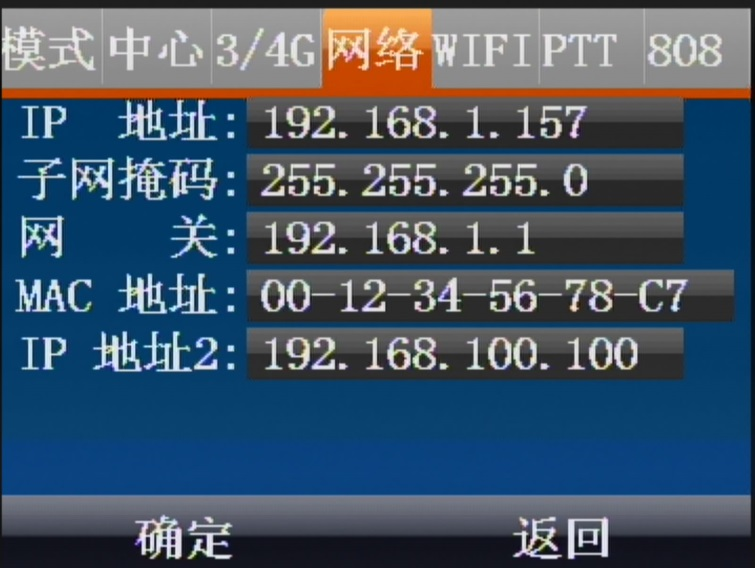 模式 中心 3/4G 网络 WIFI PTT 808
IP 地址: 192.168.1.157
子网掩码: 255.255.255.0
网 关: 192.168.1.1
MAC 地址: 00-12-34-56-78-C7
IP 地址2: 192.168.100.100
确定 返回